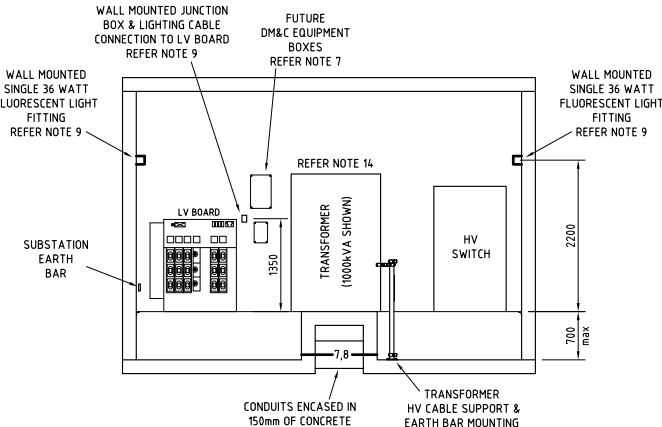 WALL MOUNTED JUNCTION
BOX & LIGHTING CABLE
CONNECTION TO LV BOARD
REFER NOTE 9
FUTURE
DM&C EQUIPMENT
BOXES
REFER NOTE 7
WALL MOUNTED
SINGLE 36 WATT
LUORESCENT LIGHT
FITTING
REFER NOTE 9
WALL MOUNTED
SINGLE 36 WATT
FLUORESCENT LIGHT
FITTING
REFER NOTE 9
REFER NOTE 14
LV BOARD
TRANSFORMER
(1000kVA SHOWN)
HV
SWITCH
SUBSTATION
EARTH
BAR
1350
2200
700
max
7,8
CONDUITS ENCASED IN
150mm OF CONCRETE
TRANSFORMER
HV CABLE SUPPORT &
EARTH BAR MOUNTING